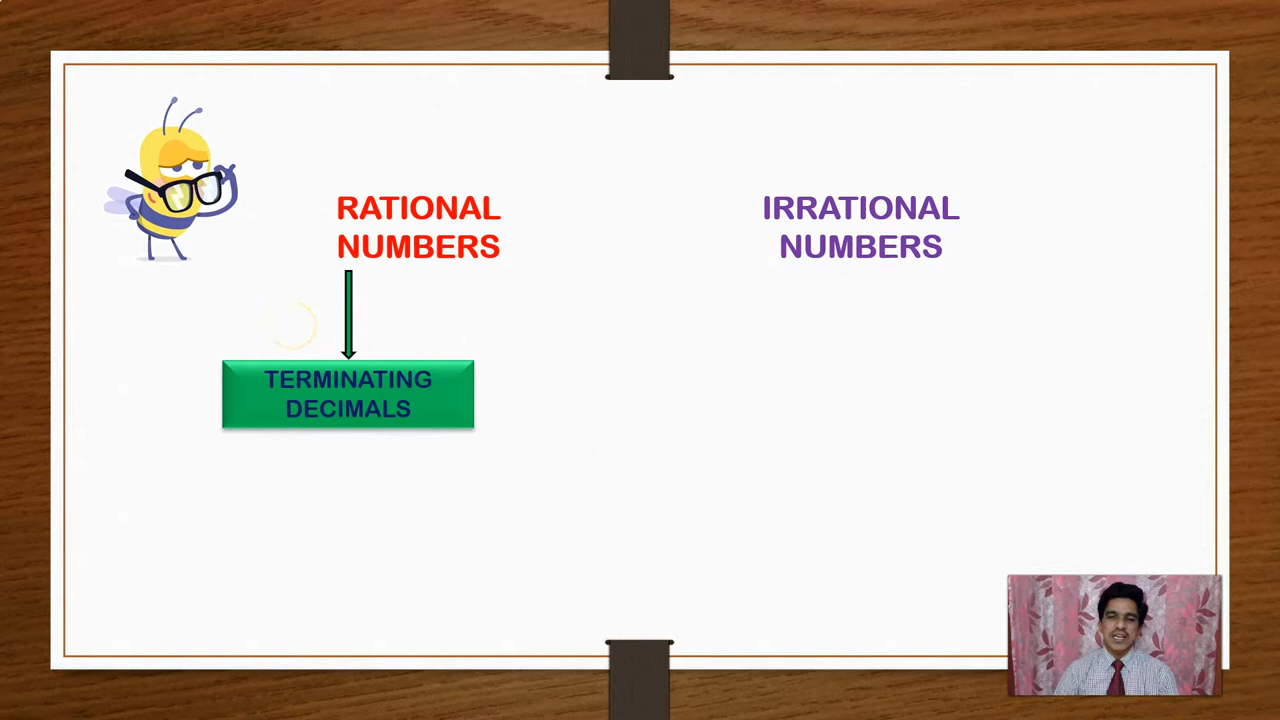 RATIONAL
NUMBERS
IRRATIONAL
NUMBERS
TERMINATING
DECIMALS